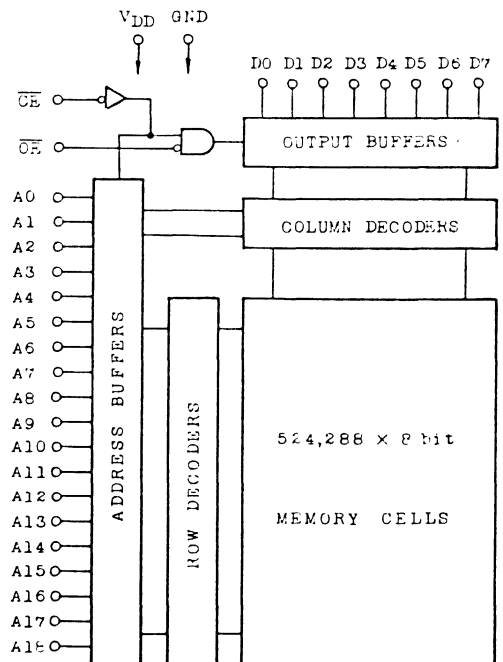 VDD GND
D0 D1 D2 D3 D4 D5 D6 D7
CE
OE
OUTPUT BUFFERS
A0
A1
A2
A3
A4
A5
A6
A7
A8
A9
A10
A11
A12
A13
A14
A15
A16
A17
A18
COLUMN DECODERS
ADDRESS BUFFERS
ROW DECODERS
524,288 × 8 bit
MEMORY CELLS